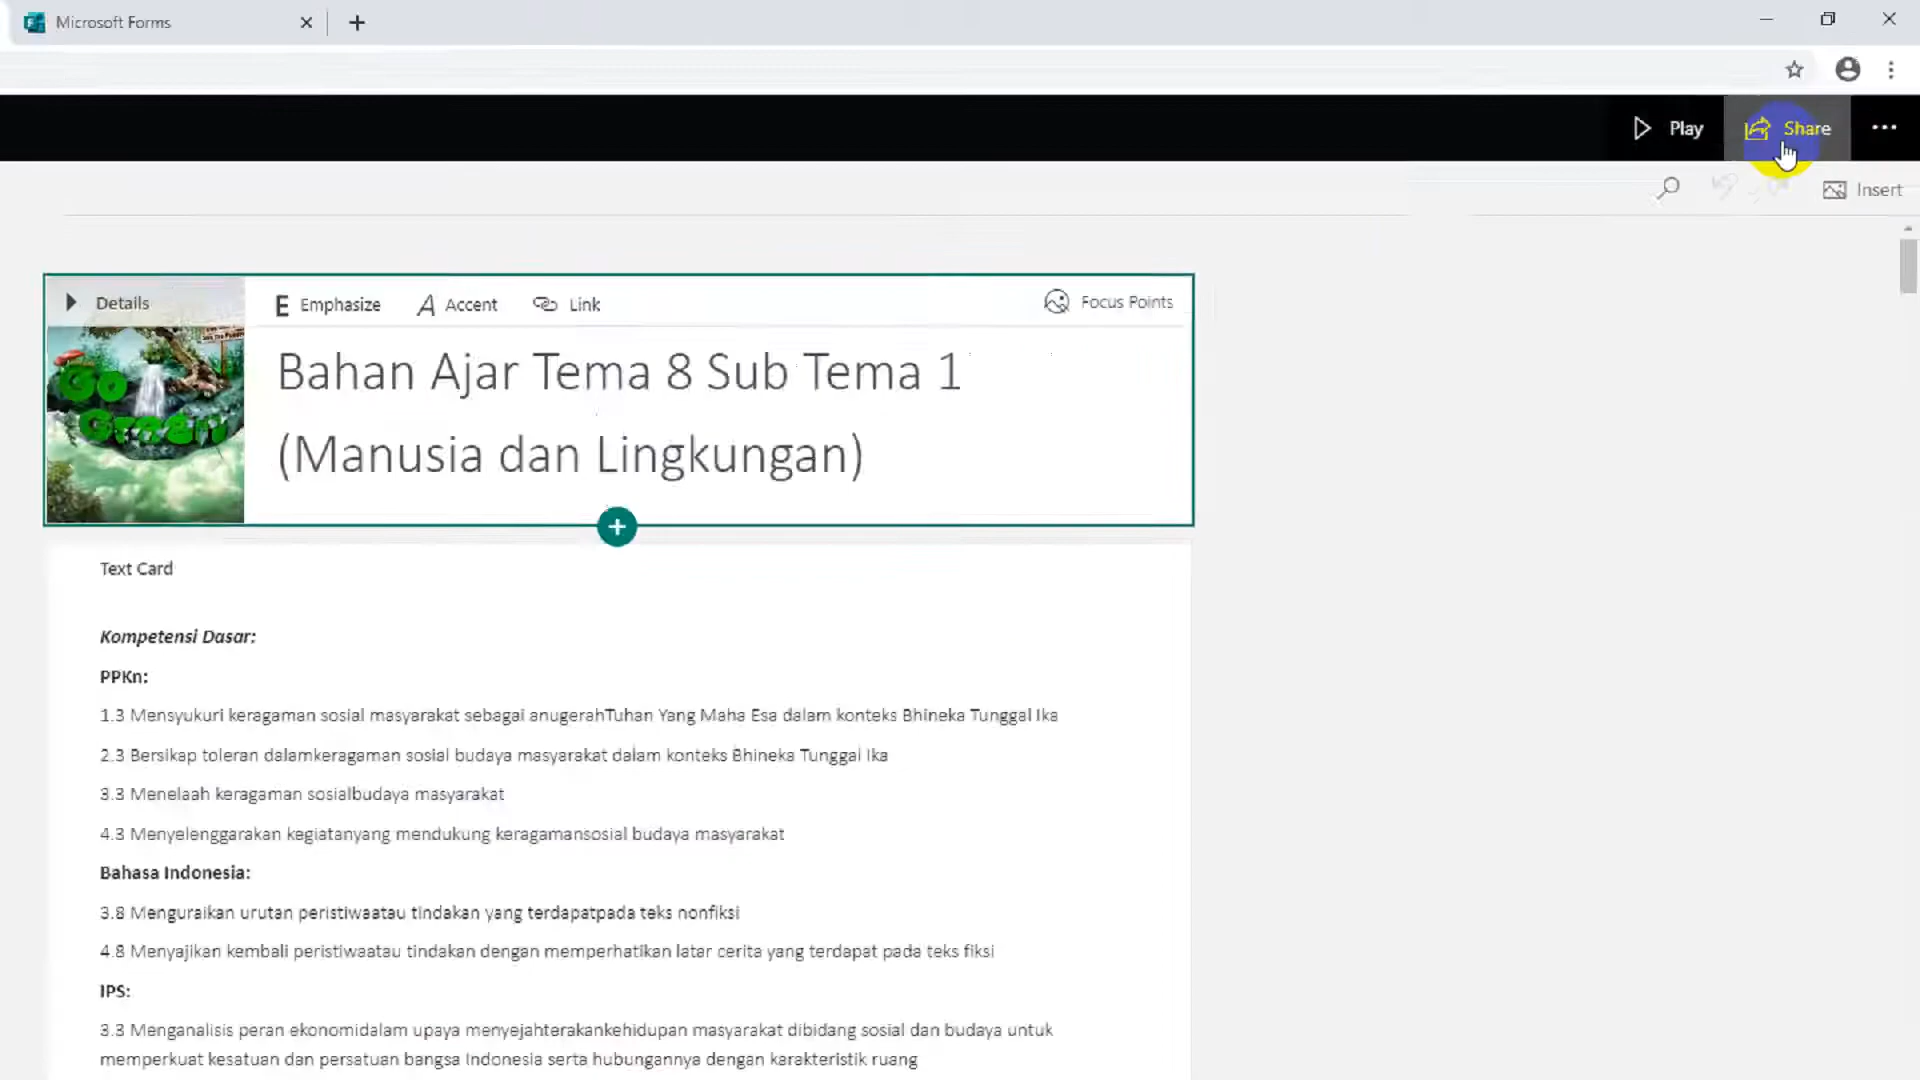 Microsoft Forms
Play
Share
Insert
Details
Emphasize
Accent
Link
Focus Points
Go
Green
Bahan Ajar Tema 8 Sub Tema 1
(Manusia dan Lingkungan)
Text Card
Kompetensi Dasar:
PPKn:
1.3 Mensyukuri keragaman sosial masyarakat sebagai anugerahTuhan Yang Maha Esa dalam konteks Bhineka Tunggal Ika
2.3 Bersikap toleran dalamkeragaman sosial budaya masyarakat dalam konteks Bhineka Tunggal Ika
3.3 Menelaah keragaman sosialbudaya masyarakat
4.3 Menyelenggarakan kegiatanyang mendukung keragamansosial budaya masyarakat
Bahasa Indonesia:
3.8 Menguraikan urutan peristiwaatau tindakan yang terdapatpada teks nonfiksi
4.8 Menyajikan kembali peristiwaatau tindakan dengan memperhatikan latar cerita yang terdapat pada teks fiksi
IPS:
3.3 Menganalisis peran ekonomidalam upaya menyejahterakankehidupan masyarakat dibidang sosial dan budaya untuk
memperkuat kesatuan dan persatuan bangsa Indonesia serta hubungannya dengan karakteristik ruang